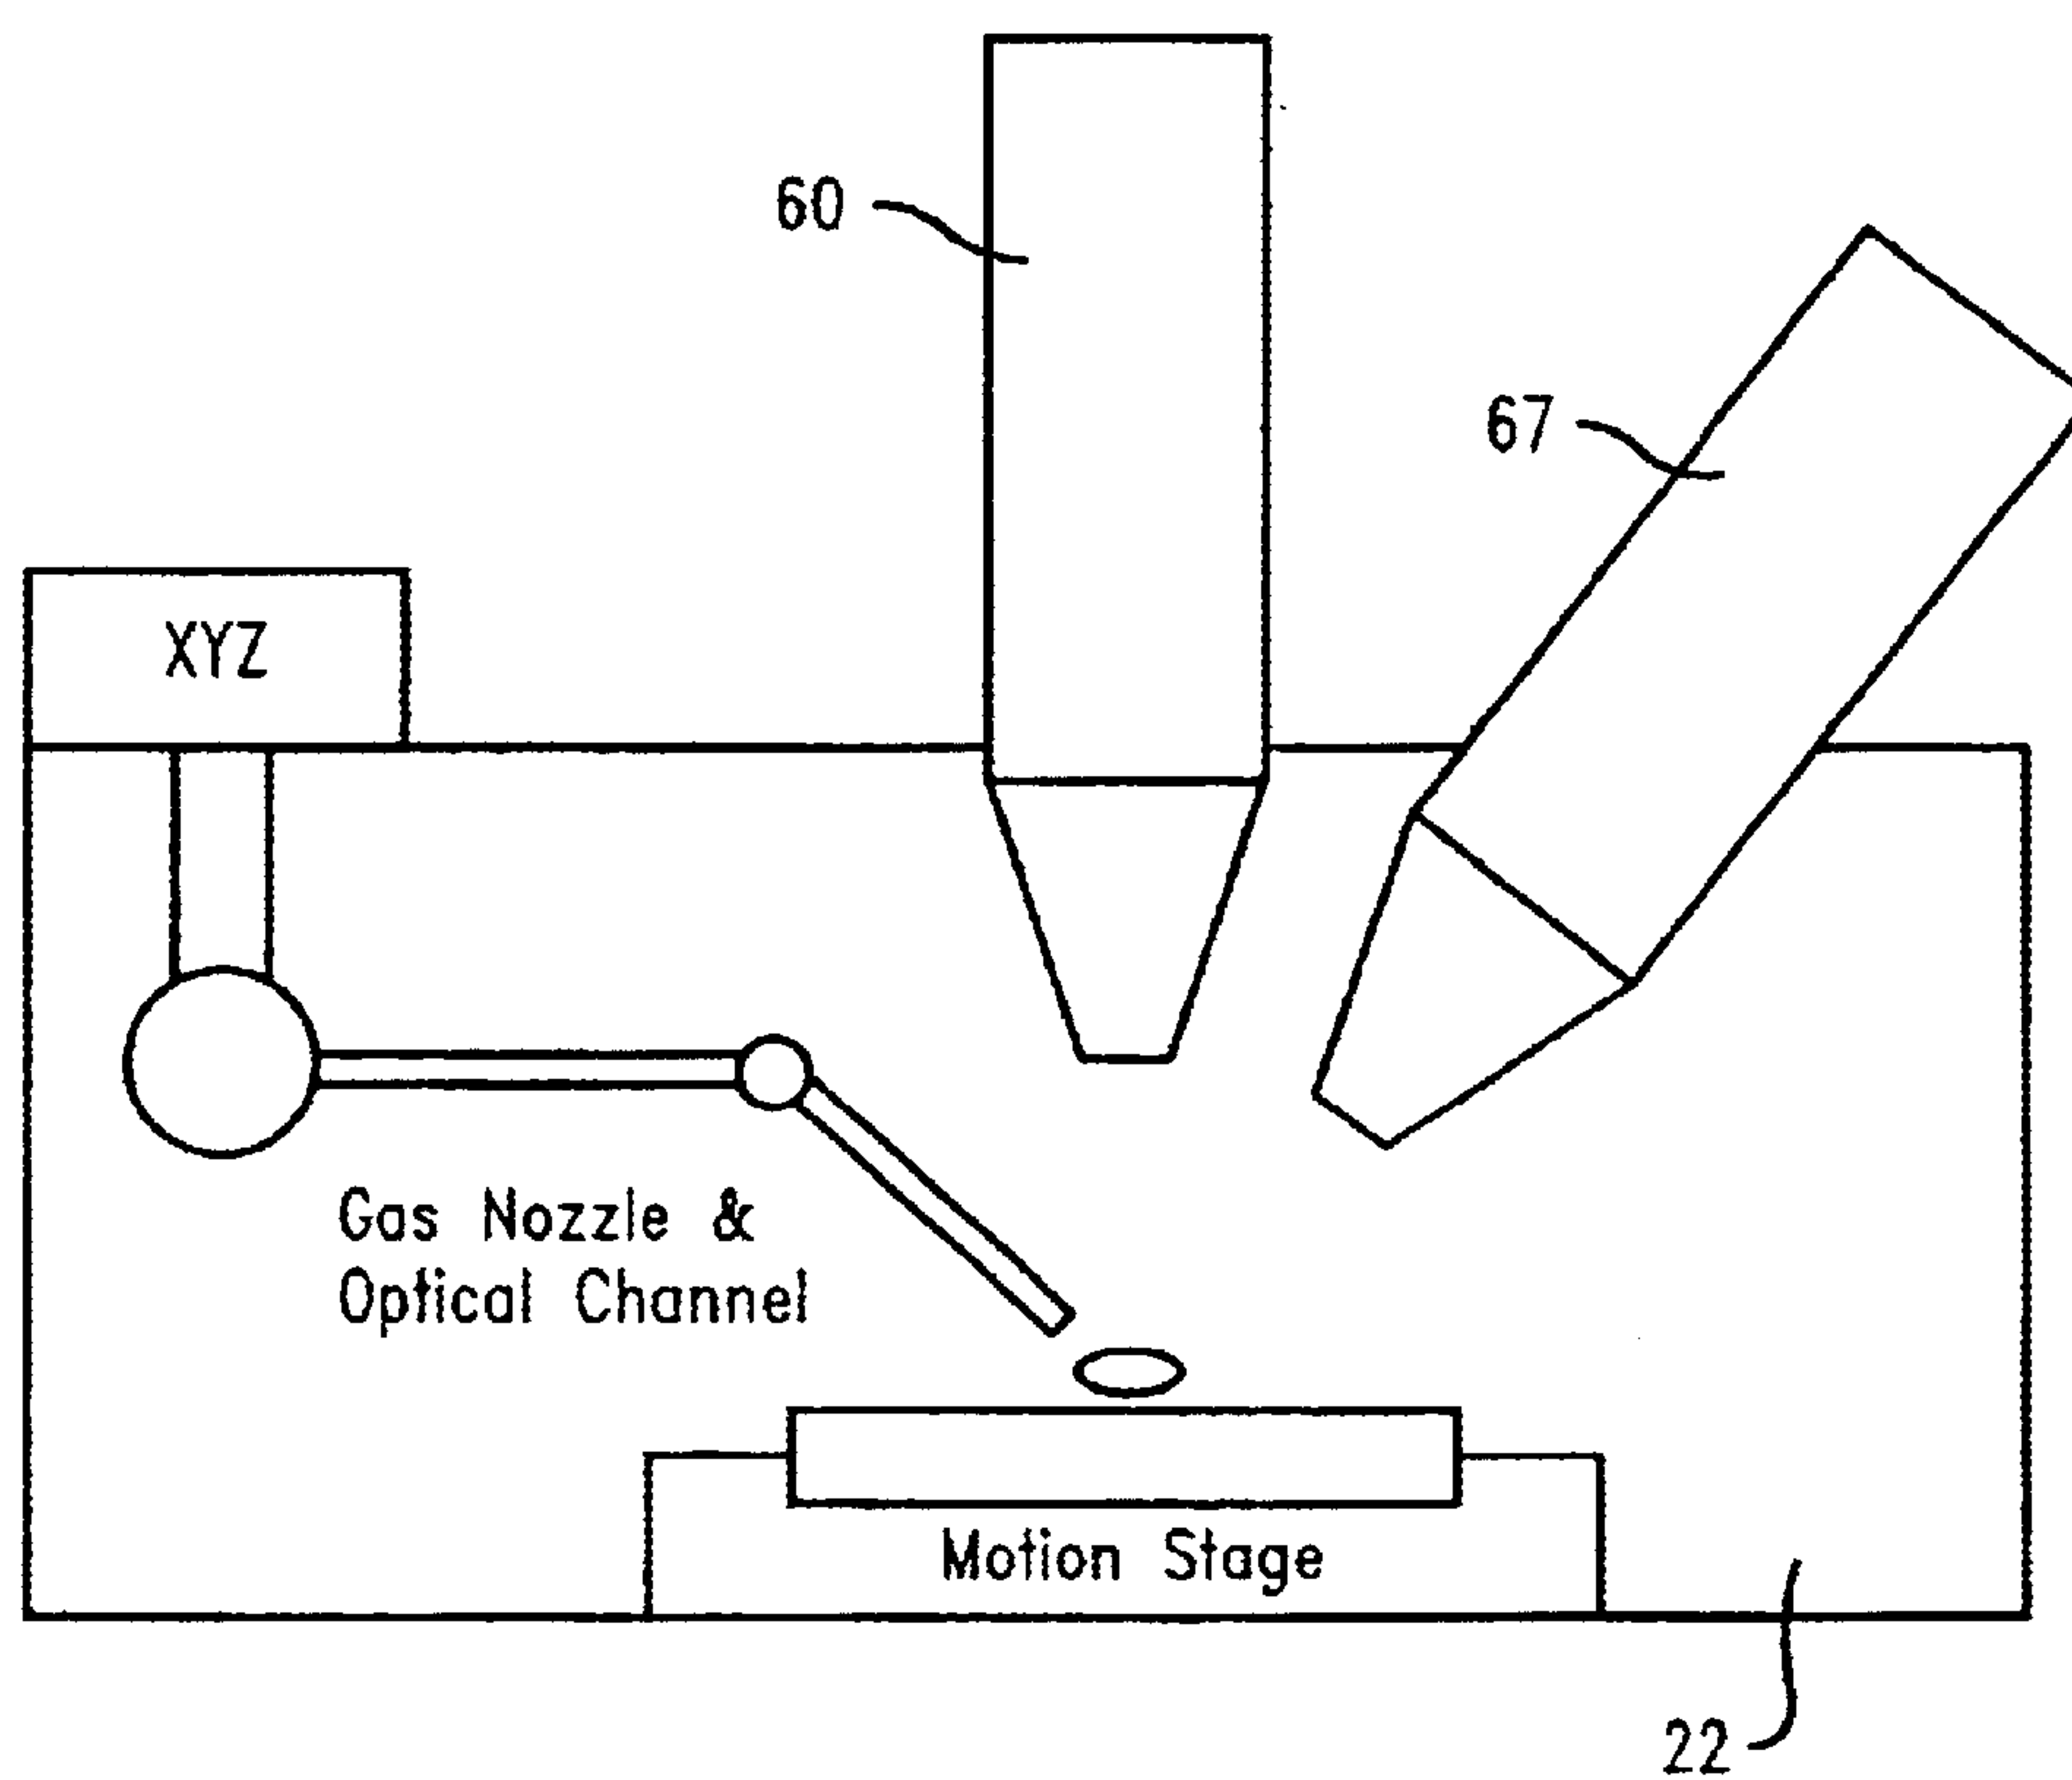 60
67
XYZ
Gas Nozzle &
Optical Channel
Motion Stage
22